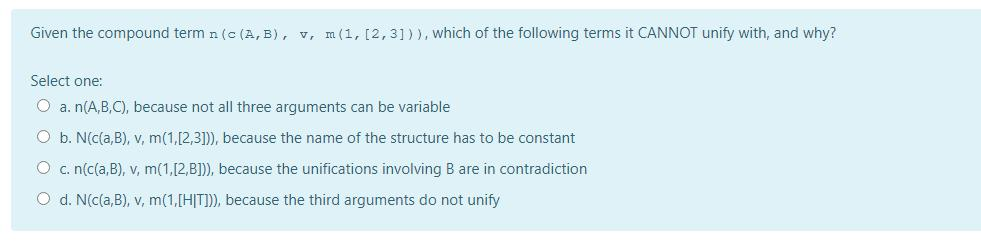 Given the compound term n(c(A,B), v, m(1,[2,3])), which of the following terms it CANNOT unify with, and why?
Select one:
a. n(A,B,C), because not all three arguments can be variable
b. N(c(a,B), v, m(1,[2,3])), because the name of the structure has to be constant
c. n(c(a,B), v, m(1,[2,B])), because the unifications involving B are in contradiction
d. N(c(a,B), v, m(1,[H|T])), because the third arguments do not unify